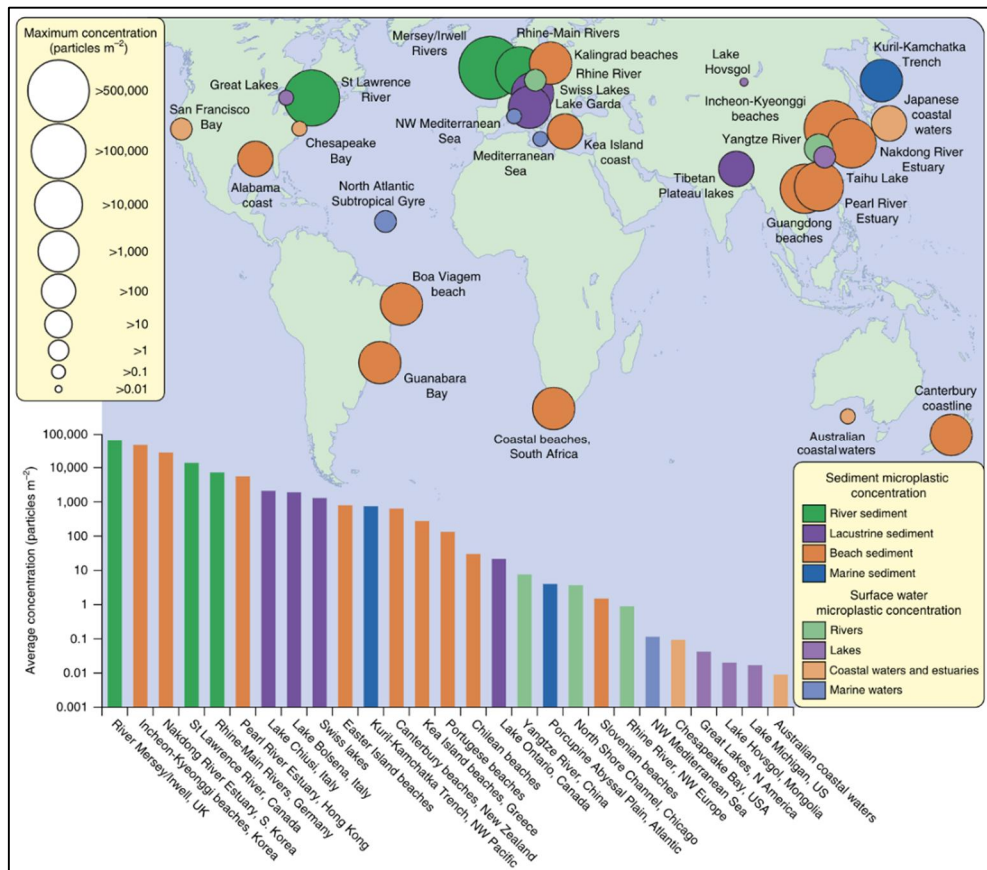 Maximum concentration
(particles m⁻²)
>500,000
>100,000
>10,000
>1,000
>100
>10
>1
>0.1
>0.01
Mersey/Irwell
Rivers
Rhine-Main Rivers
Kalingrad beaches
Rhine River
Swiss Lakes
Lake Garda
Great Lakes
St Lawrence
River
San Francisco
Bay
Chesapeake
Bay
Alabama
coast
North Atlantic
Subtropical Gyre
NW Mediterranean
Sea
Mediterranean
Sea
Kea Island
coast
Lake
Hovsgol
Kuril-Kamchatka
Trench
Incheon-Kyeonggi
beaches
Japanese
coastal
waters
Yangtze River
Nakdong River
Estuary
Tibetan
Plateau lakes
Taihu Lake
Pearl River
Estuary
Guangdong
beaches
Boa Viagem
beach
Guanabara
Bay
Coastal beaches,
South Africa
Australian
coastal waters
Canterbury
coastline
Sediment microplastic
concentration
River sediment
Lacustrine sediment
Beach sediment
Marine sediment
Surface water
microplastic concentration
Rivers
Lakes
Coastal waters and estuaries
Marine waters
Average concentration (particles m⁻²)
100,000
10,000
1,000
100
10
1
0.1
0.01
0.001
River Mersey/Irwell, UK
Incheon-Kyeonggi beaches, Korea
Nakdong River Estuary, S. Korea
St Lawrence River, Canada
Rhine-Main Rivers, Germany
Pearl River Estuary, Hong Kong
Lake Chiusi, Italy
Lake Bolsena, Italy
Swiss lakes
Easter Island beaches
Kuril-Kamchatka Trench, NW Pacific
Canterbury beaches, New Zealand
Kea Island beaches, Greece
Portugese beaches
Chilean beaches
Lake Ontario, Canada
Yangtze River, China
Porcupine Abyssal Plain, Atlantic
North Shore Channel, Chicago
Slovenian beaches
Rhine River, NW Europe
NW Mediterranean Sea
Chesapeake Bay, USA
Great Lakes, N America
Lake Hovsgol, Mongolia
Lake Michigan, US
Australian coastal waters